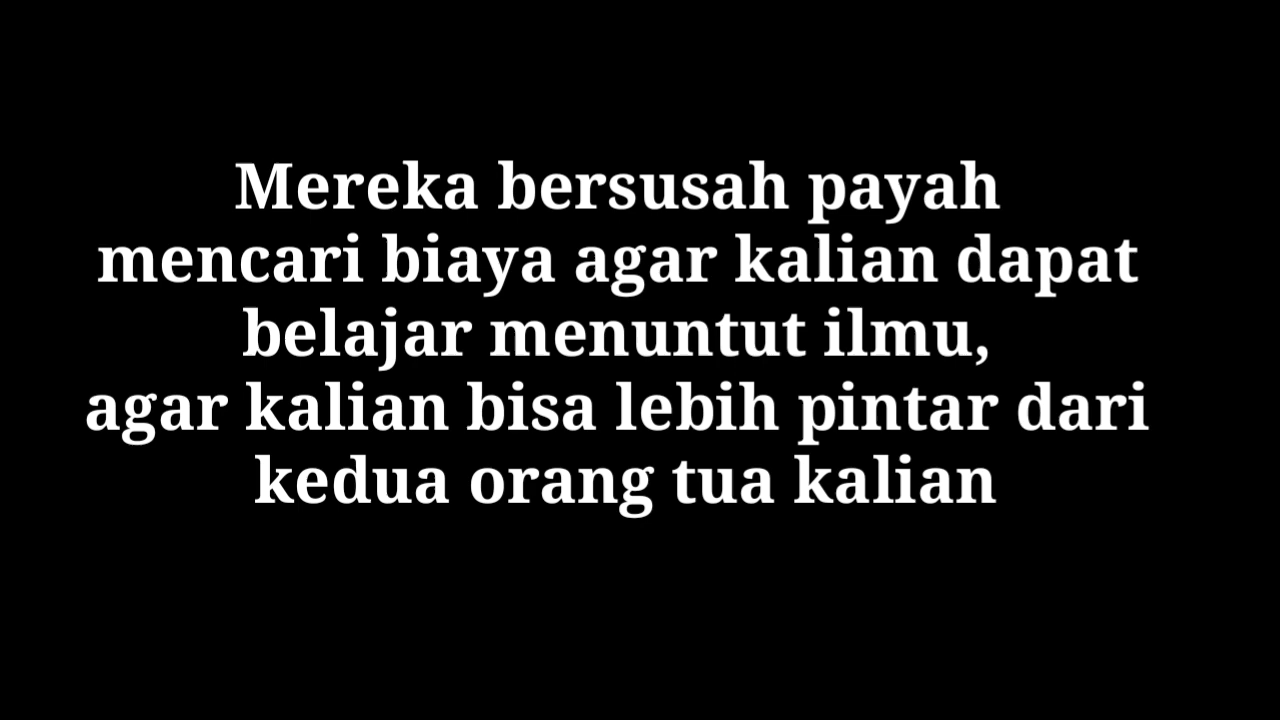 Mereka bersusah payah
mencari biaya agar kalian dapat
belajar menuntut ilmu,
agar kalian bisa lebih pintar dari
kedua orang tua kalian